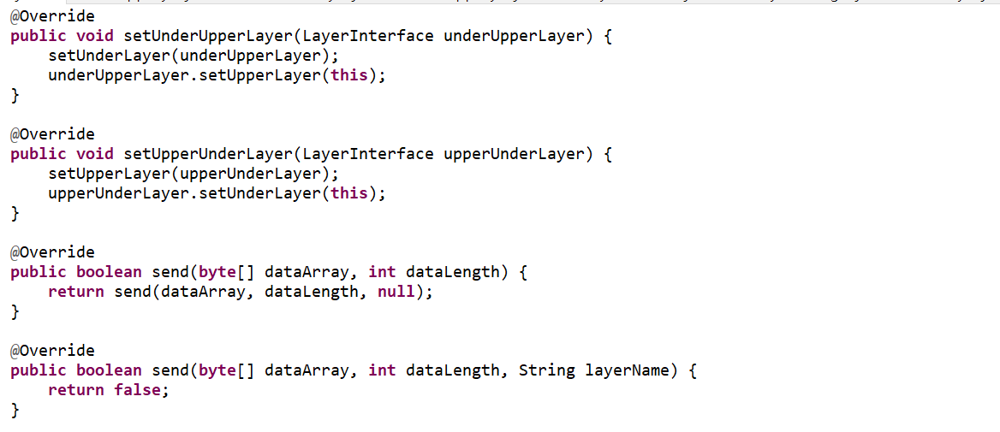 @Override
public void setUnderUpperLayer(LayerInterface underUpperLayer) {
    setUnderLayer(underUpperLayer);
    underUpperLayer.setUpperLayer(this);
}

@Override
public void setUpperUnderLayer(LayerInterface upperUnderLayer) {
    setUpperLayer(upperUnderLayer);
    upperUnderLayer.setUnderLayer(this);
}

@Override
public boolean send(byte[] dataArray, int dataLength) {
    return send(dataArray, dataLength, null);
}

@Override
public boolean send(byte[] dataArray, int dataLength, String layerName) {
    return false;
}